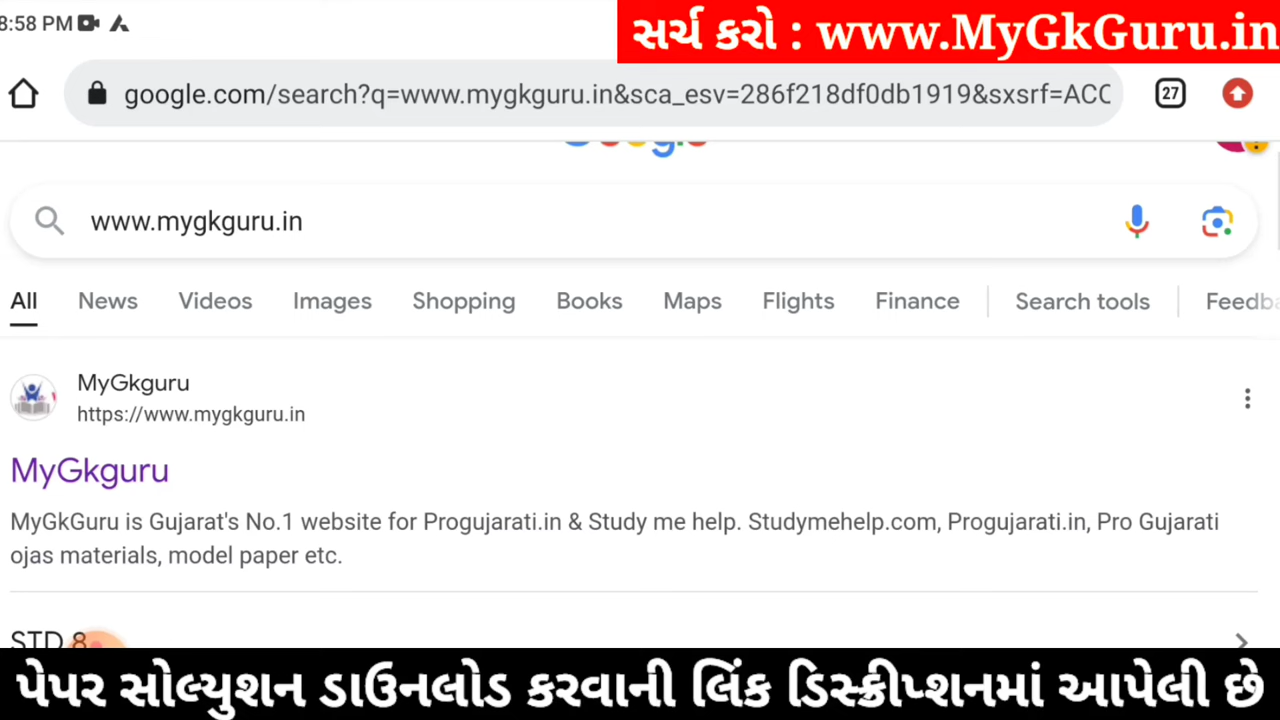 8:58 PM
સર્ચ કરો : www.MyGkGuru.in
google.com/search?q=www.mygkguru.in&sca_esv=286f218df0db1919&sxsrf=ACC
27
www.mygkguru.in
All News Videos Images Shopping Books Maps Flights Finance Search tools Feedba
MyGkguru
https://www.mygkguru.in
MyGkguru
MyGkGuru is Gujarat's No.1 website for Progujarati.in & Study me help. Studymehelp.com, Progujarati.in, Pro Gujarati
ojas materials, model paper etc.
STD 8
પેપર સોલ્યુશન ડાઉનલોડ કરવાની લિંક ડિસ્ક્રીપ્શનમાં આપેલી છે